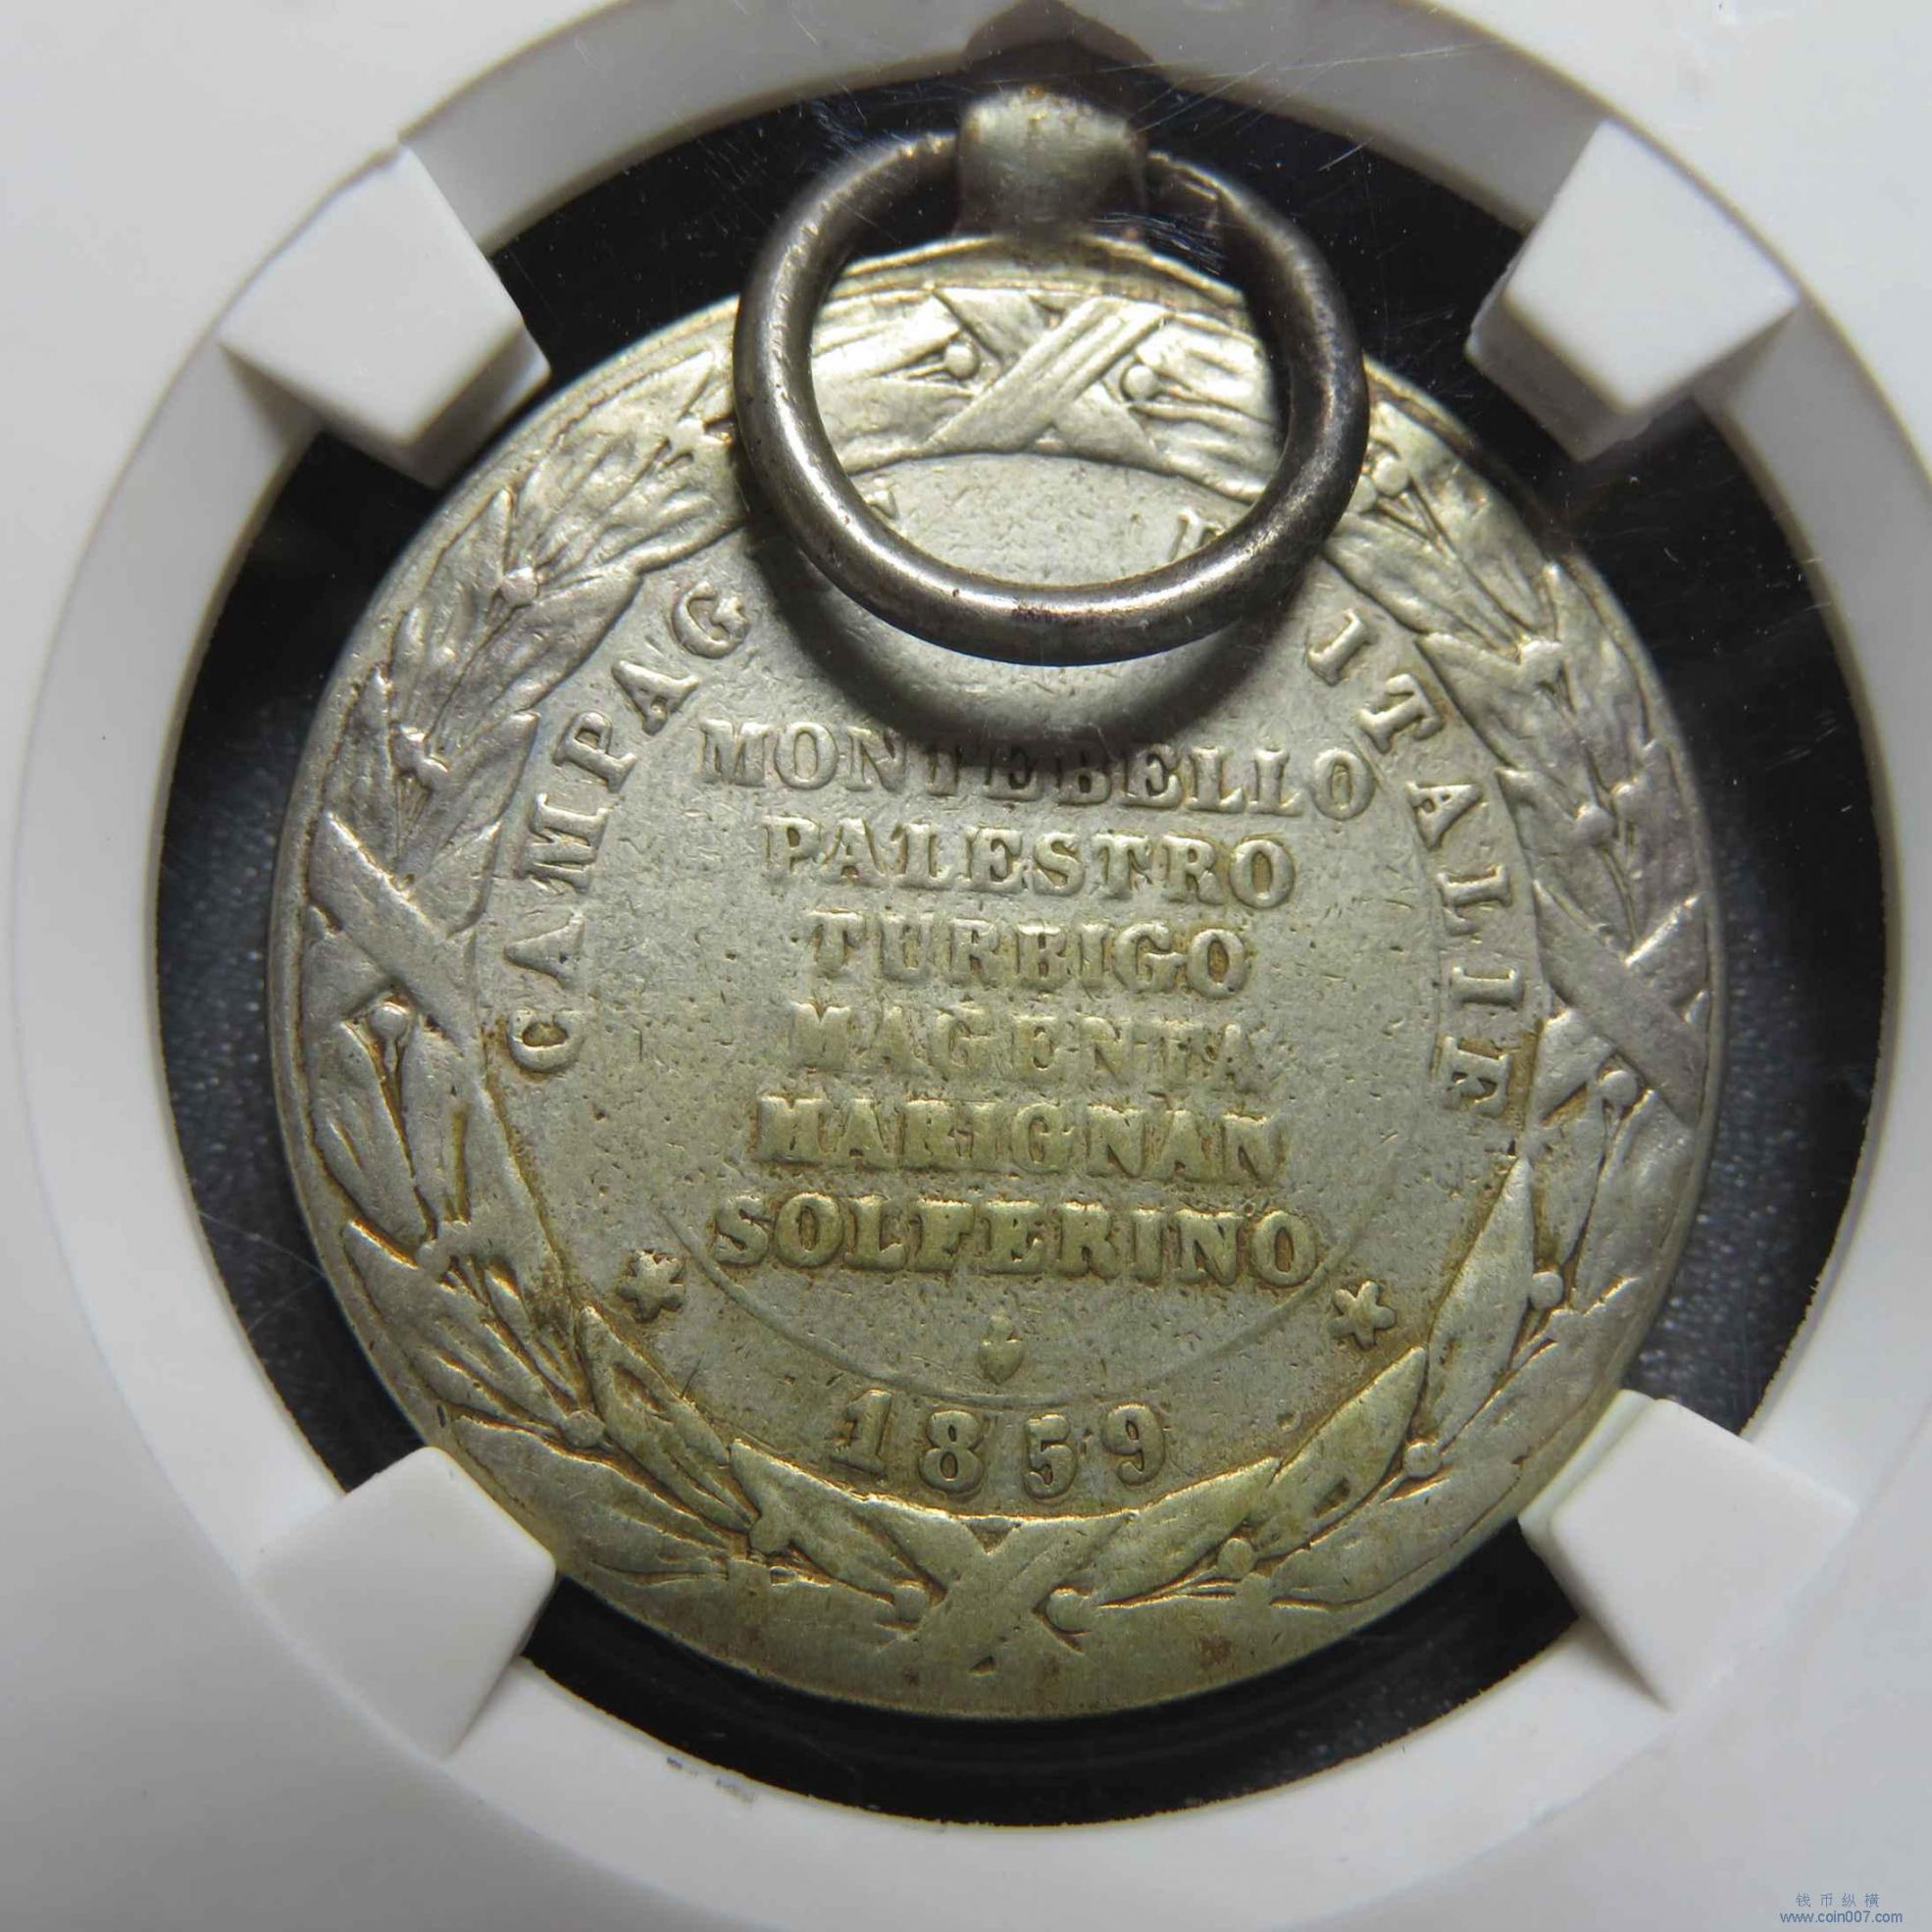 CAMPAG
ITALIE
MONTEBELLO
PALESTRO
TURBIGO
MAGENTA
MARIGNAN
SOLFERINO
1859
钱币纵横
www.coin007.com